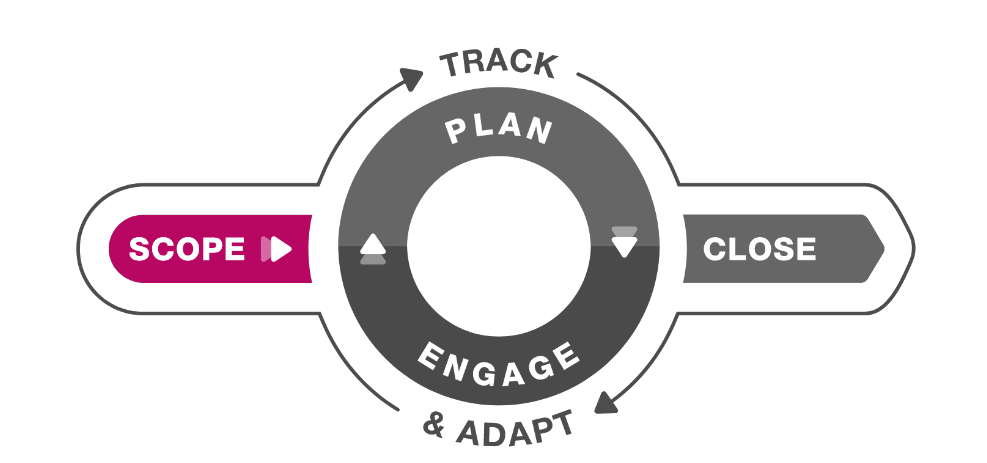 TRACK
PLAN
SCOPE
CLOSE
ENGAGE
& ADAPT